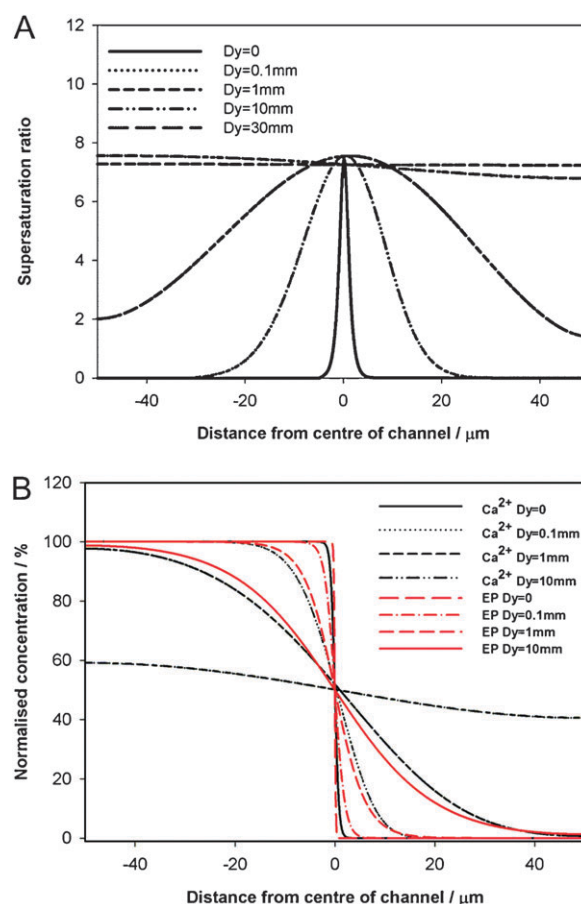 A
12
10
8
6
4
2
0
Supersaturation ratio
Dy=0
Dy=0.1mm
Dy=1mm
Dy=10mm
Dy=30mm
-40
-20
0
20
40
Distance from centre of channel / μm
B
120
100
80
60
40
20
0
Normalised concentration / %
Ca²⁺ Dy=0
Ca²⁺ Dy=0.1mm
Ca²⁺ Dy=1mm
Ca²⁺ Dy=10mm
EP Dy=0
EP Dy=0.1mm
EP Dy=1mm
EP Dy=10mm
-40
-20
0
20
40
Distance from centre of channel / μm